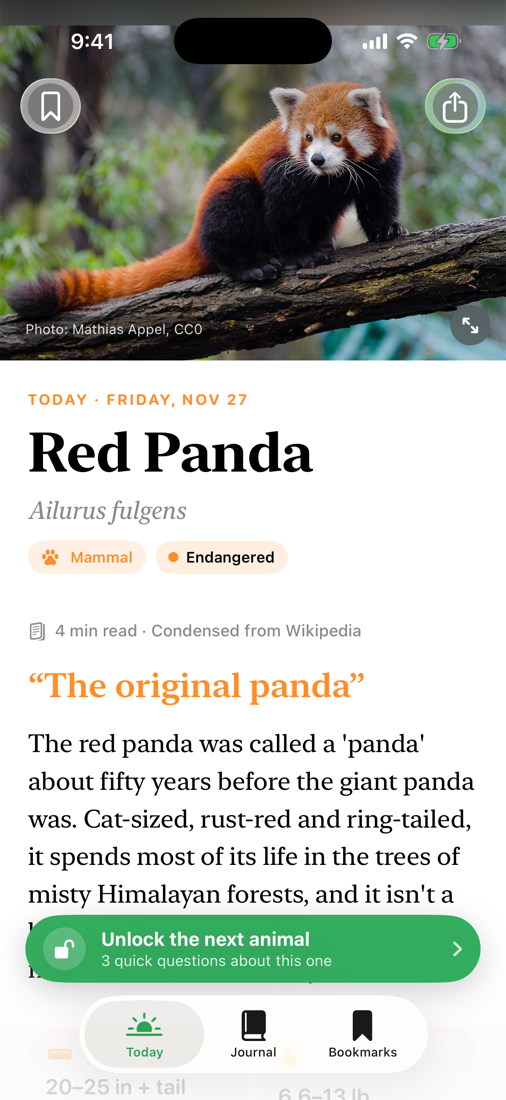 9:41
Photo: Mathias Appel, CC0
TODAY · FRIDAY, NOV 27
Red Panda
Ailurus fulgens
Mammal
Endangered
4 min read · Condensed from Wikipedia
“The original panda”
The red panda was called a 'panda'
about fifty years before the giant panda
was. Cat-sized, rust-red and ring-tailed,
it spends most of its life in the trees of
misty Himalayan forests, and it isn't a
Unlock the next animal
3 quick questions about this one
Today
Journal
Bookmarks
20–25 in + tail
6.6–13 lb